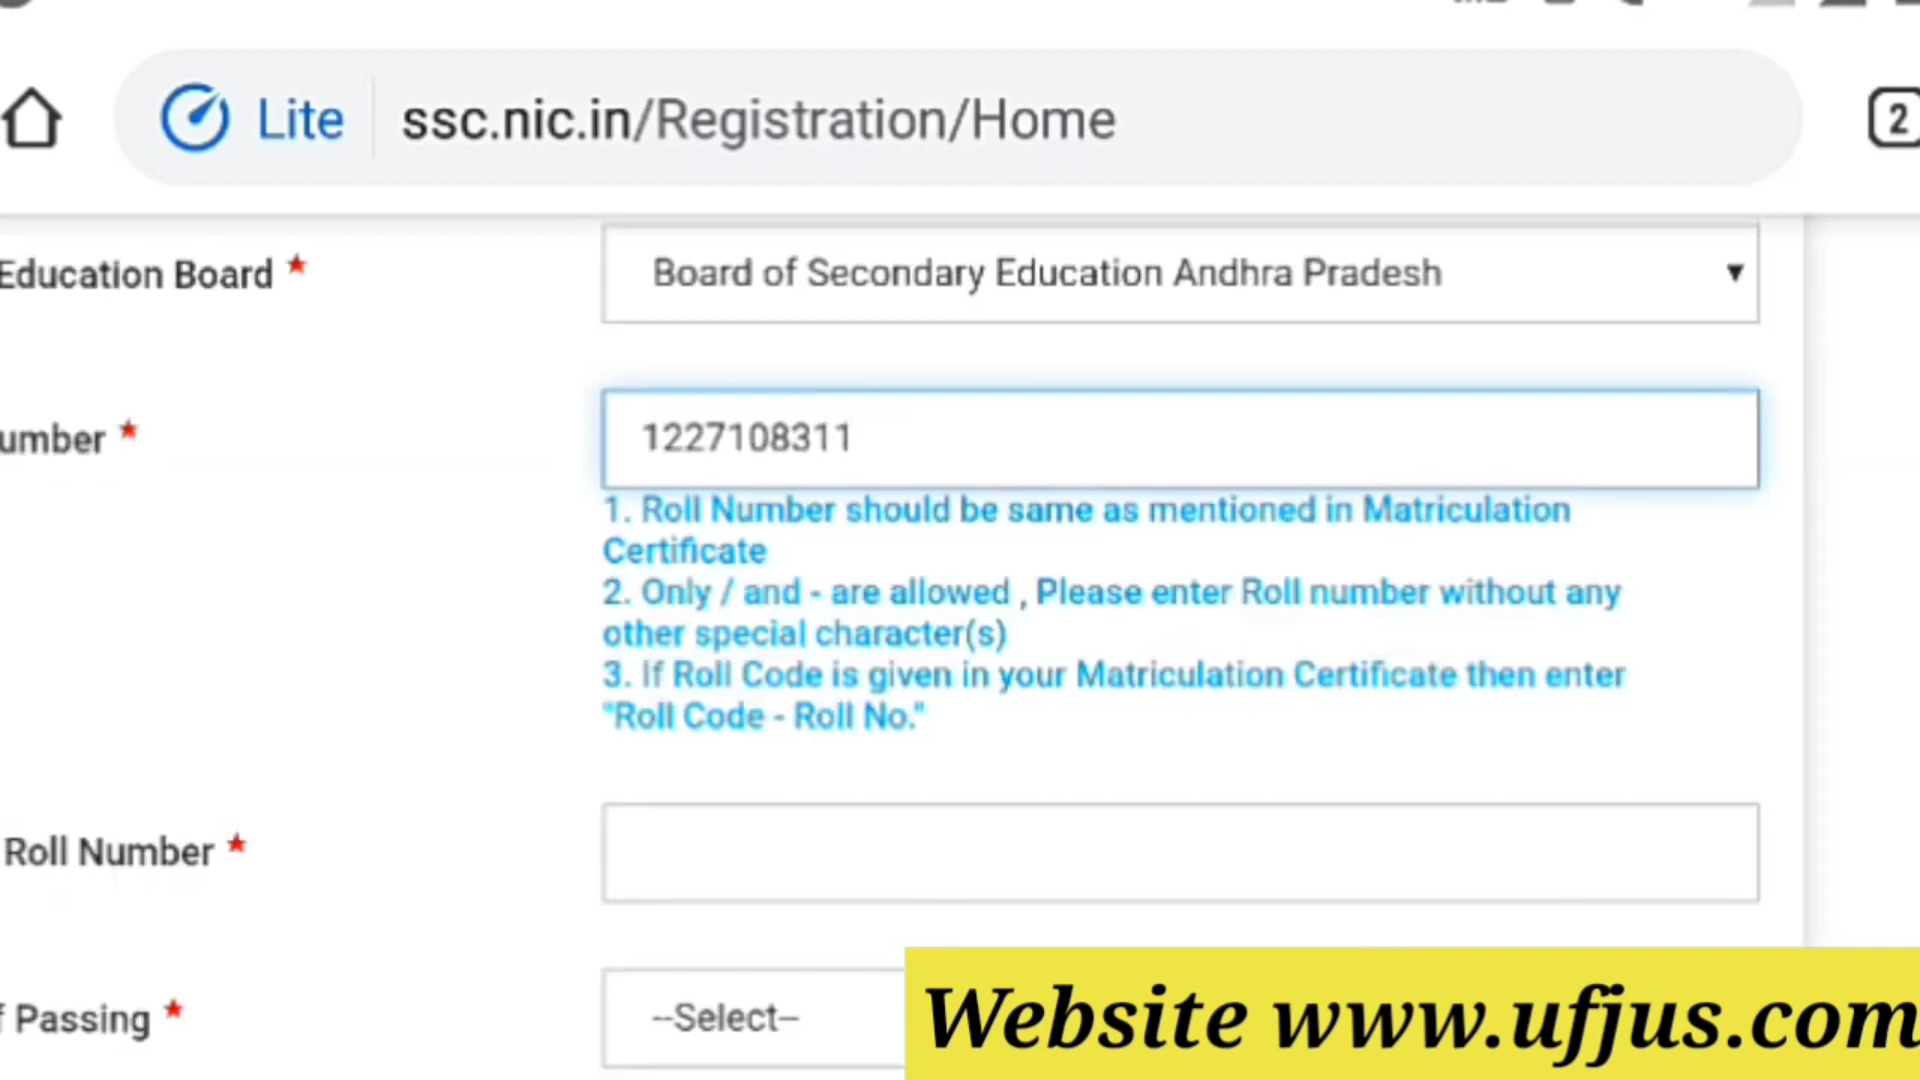 Lite ssc.nic.in/Registration/Home 2
Education Board * Board of Secondary Education Andhra Pradesh
umber * 1227108311
1. Roll Number should be same as mentioned in Matriculation
Certificate
2. Only / and - are allowed , Please enter Roll number without any
other special character(s)
3. If Roll Code is given in your Matriculation Certificate then enter
"Roll Code - Roll No."
Roll Number *
f Passing * --Select--
Website www.ufjus.com